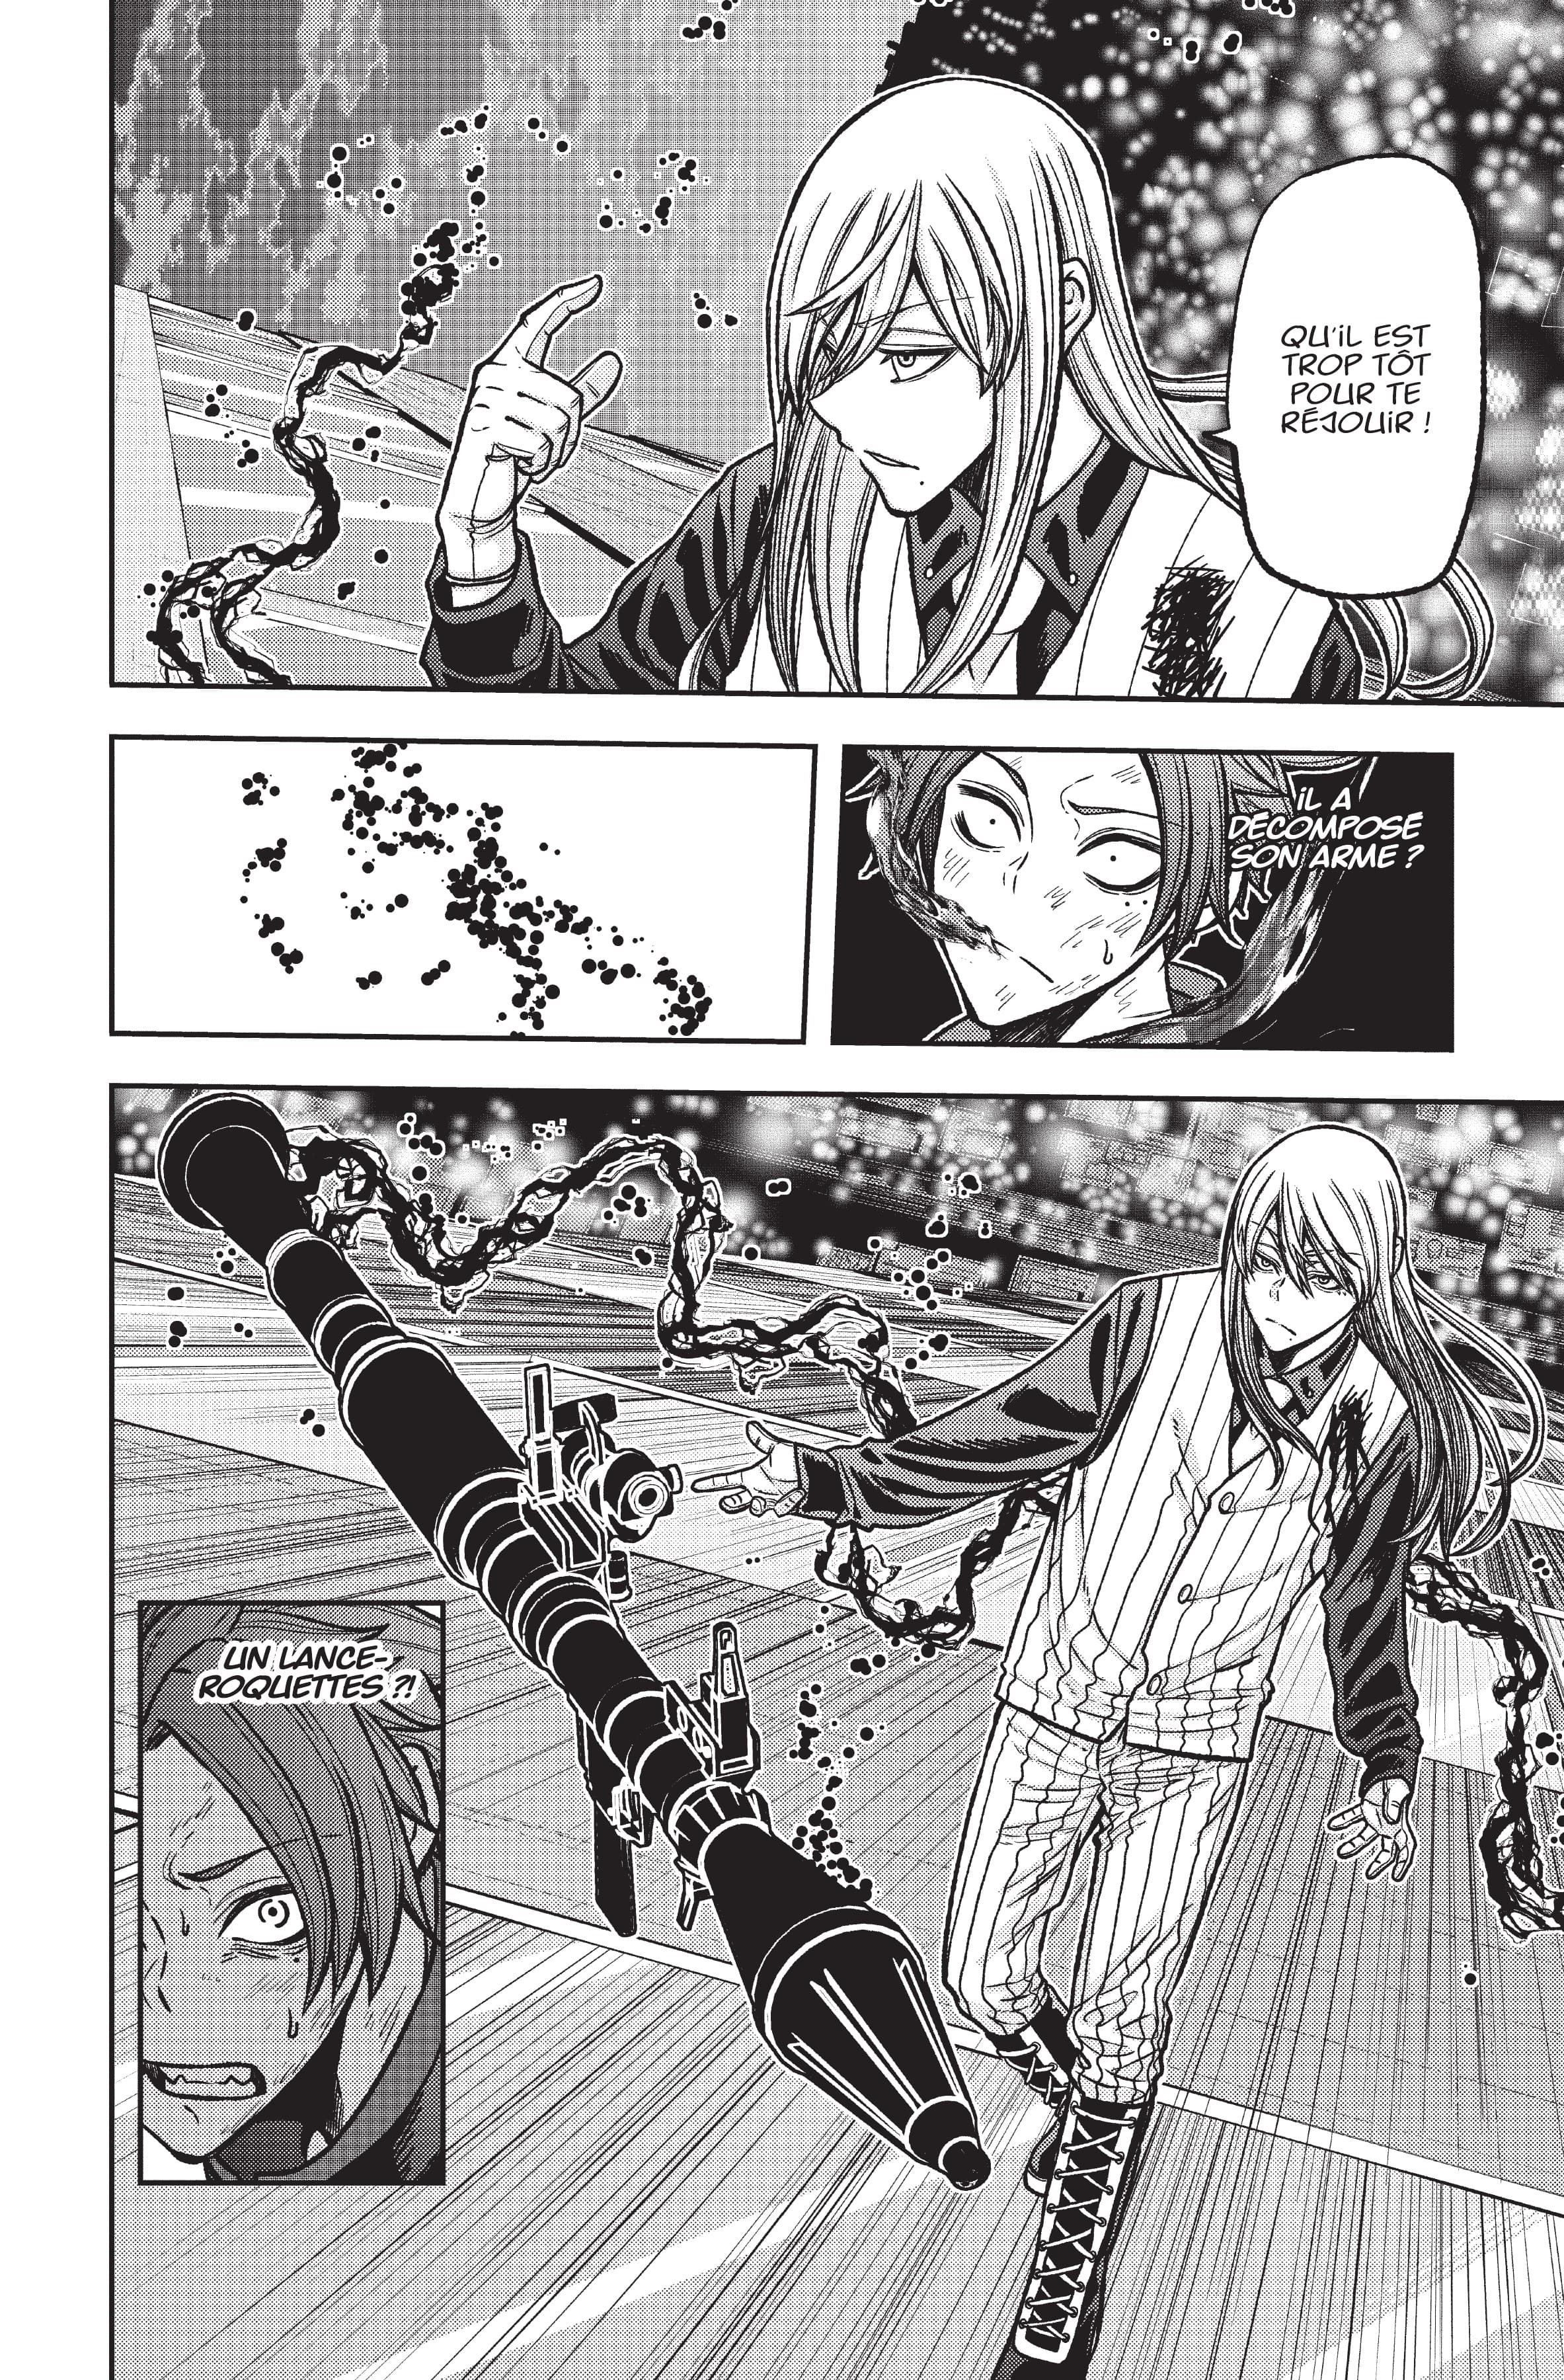 QU'iL EST
TROP TÔT
POUR TE
RÉJOUiR !
iL A
DÉCOMPOSÉ
SON ARME ?
UN LANCE-
ROQUETTES ?!